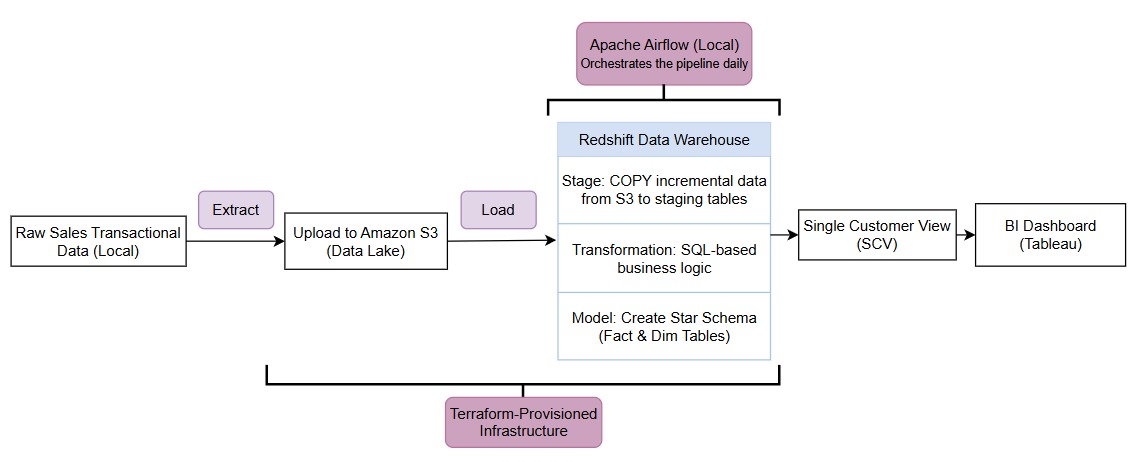 Apache Airflow (Local)
Orchestrates the pipeline daily
Redshift Data Warehouse
Stage: COPY incremental data
from S3 to staging tables
Extract
Load
Raw Sales Transactional
Data (Local)
Upload to Amazon S3
(Data Lake)
Transformation: SQL-based
business logic
Single Customer View
(SCV)
BI Dashboard
(Tableau)
Model: Create Star Schema
(Fact & Dim Tables)
Terraform-Provisioned
Infrastructure